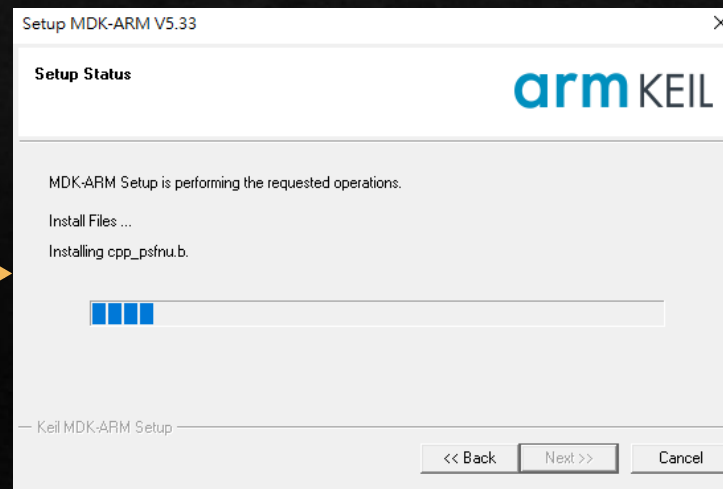 Setup MDK-ARM V5.33
Setup Status
arm KEIL
MDK-ARM Setup is performing the requested operations.
Install Files ...
Installing cpp_psfnu.b.
Keil MDK-ARM Setup
<< Back
Next >>
Cancel